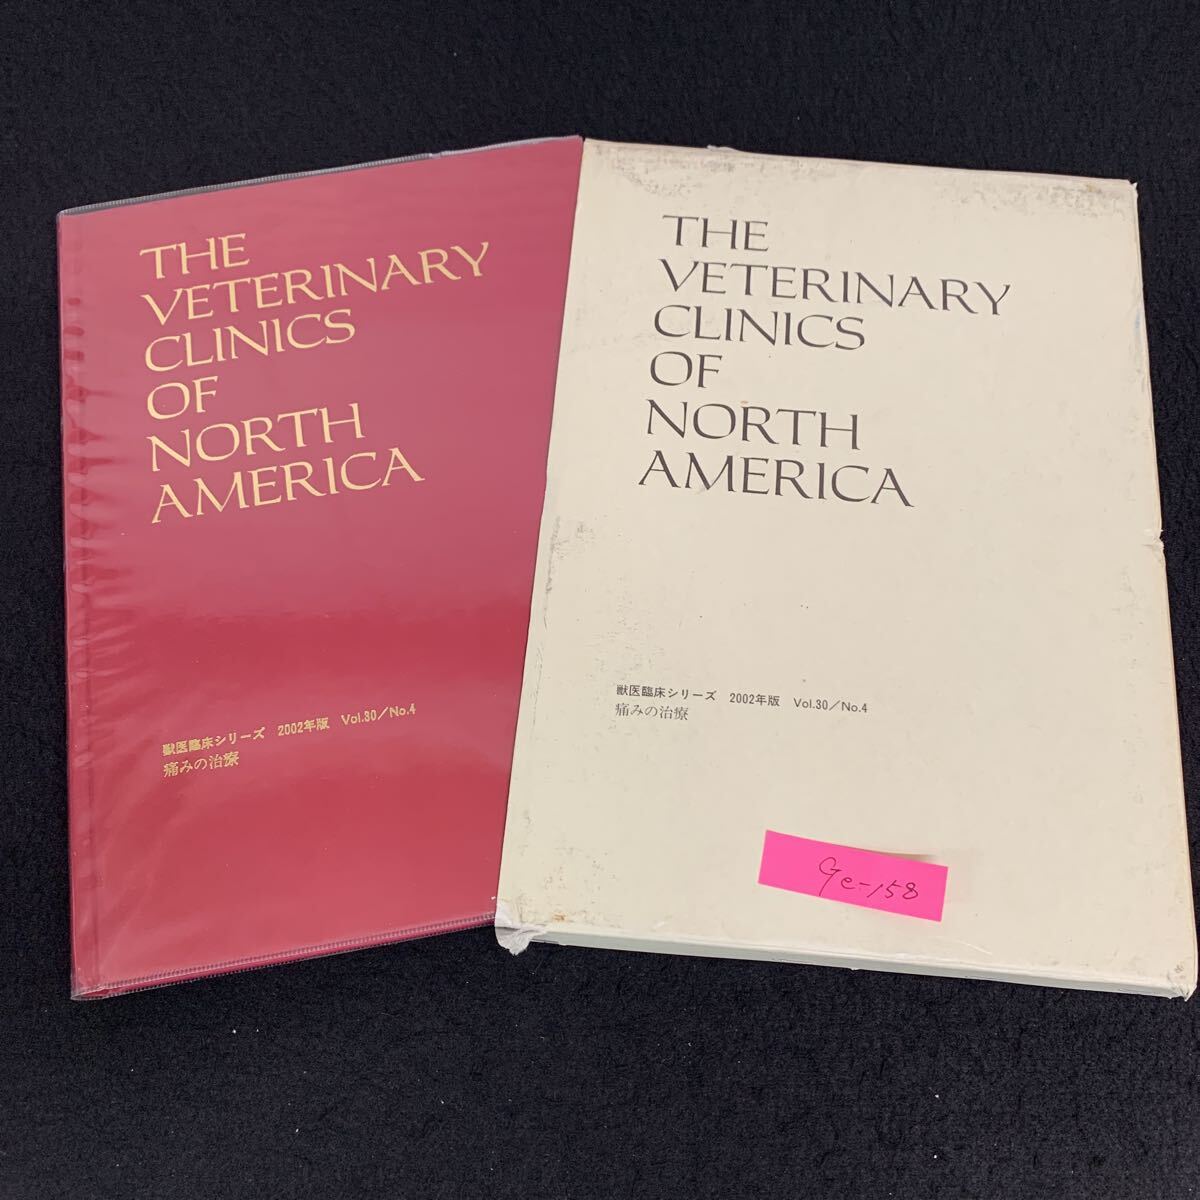 THE
VETERINARY
CLINICS
OF
NORTH
AMERICA
獣医臨床シリーズ 2002年版 Vol.30／No.4
痛みの治療
THE
VETERINARY
CLINICS
OF
NORTH
AMERICA
獣医臨床シリーズ 2002年版 Vol.30／No.4
痛みの治療
Ge-158